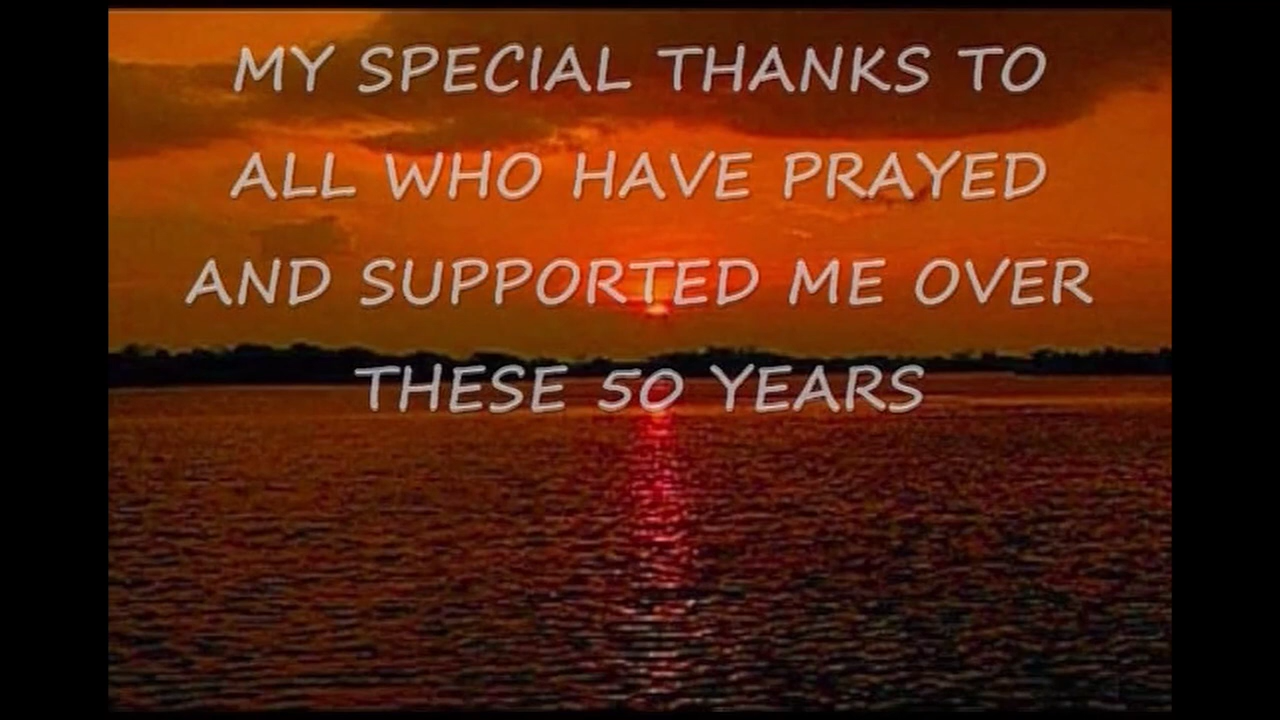 MY SPECIAL THANKS TO
ALL WHO HAVE PRAYED
AND SUPPORTED ME OVER
THESE 50 YEARS